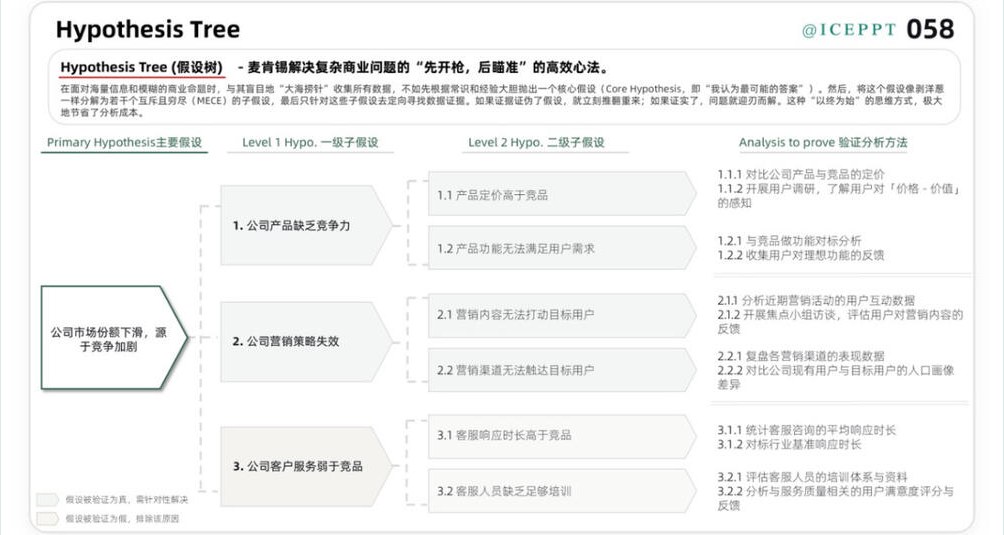 Hypothesis Tree
@ICEPPT 058
Hypothesis Tree (假设树) - 麦肯锡解决复杂商业问题的“先开枪，后瞄准”的高效心法。
在面对海量信息和模糊的商业命题时，与其盲目地“大海捞针”收集所有数据，不如先根据常识和经验大胆抛出一个核心假设（Core Hypothesis，即“我认为最可能的答案”）。然后，将这个假设像剥洋葱
一样分解为若干个互斥且穷尽（MECE）的子假设，最后只针对这些子假设去定向寻找数据证据。如果证据证伪了假设，就立刻推翻重来；如果证实了，问题就迎刃而解。这种“以终为始”的思维方式，极大
地节省了分析成本。
Primary Hypothesis主要假设
Level 1 Hypo. 一级子假设
Level 2 Hypo. 二级子假设
Analysis to prove 验证分析方法
公司市场份额下滑，源
于竞争加剧
1. 公司产品缺乏竞争力
1.1 产品定价高于竞品
1.1.1 对比公司产品与竞品的定价
1.1.2 开展用户调研，了解用户对「价格 - 价值」
的感知
1.2 产品功能无法满足用户需求
1.2.1 与竞品做功能对标分析
1.2.2 收集用户对理想功能的反馈
2. 公司营销策略失效
2.1 营销内容无法打动目标用户
2.1.1 分析近期营销活动的用户互动数据
2.1.2 开展焦点小组访谈，评估用户对营销内容的
反馈
2.2 营销渠道无法触达目标用户
2.2.1 复盘各营销渠道的表现数据
2.2.2 对比公司现有用户与目标用户的人口画像
差异
3. 公司客户服务弱于竞品
3.1 客服响应时长高于竞品
3.1.1 统计客服咨询的平均响应时长
3.1.2 对标行业基准响应时长
3.2 客服人员缺乏足够培训
3.2.1 评估客服人员的培训体系与资料
3.2.2 分析与服务质量相关的用户满意度评分与
反馈
假设被验证为真，需针对性解决
假设被验证为假，排除该原因